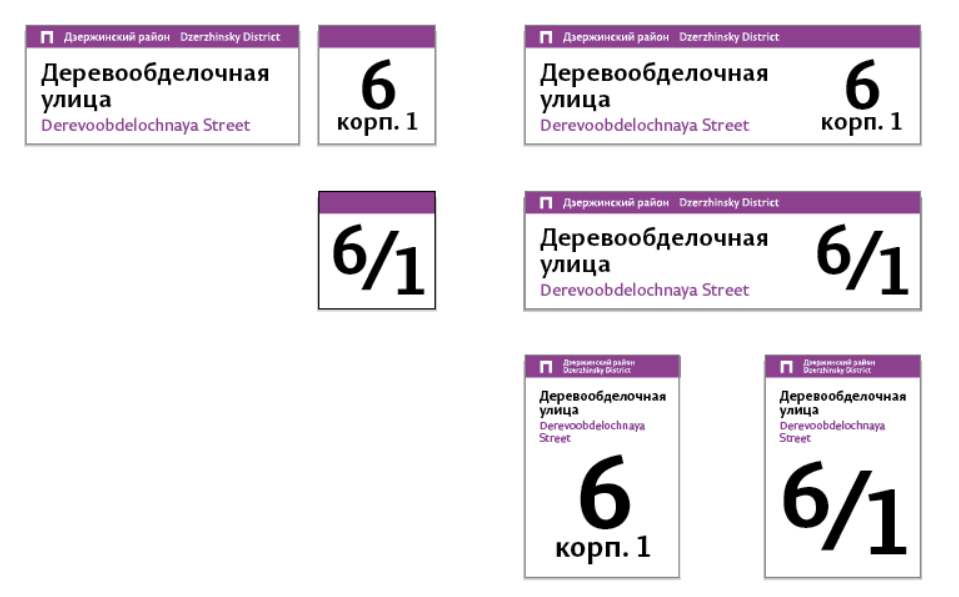 П Дзержинский район Dzerzhinsky District
Деревообделочная
улица
Derevoobdelochnaya Street
6
корп. 1
П Дзержинский район Dzerzhinsky District
Деревообделочная
улица
Derevoobdelochnaya Street
6
корп. 1
6/1
П Дзержинский район Dzerzhinsky District
Деревообделочная
улица
Derevoobdelochnaya Street
6/1
П Дзержинский район
Dzerzhinsky District
Деревообделочная
улица
Derevoobdelochnaya
Street
6
корп. 1
П Дзержинский район
Dzerzhinsky District
Деревообделочная
улица
Derevoobdelochnaya
Street
6/1